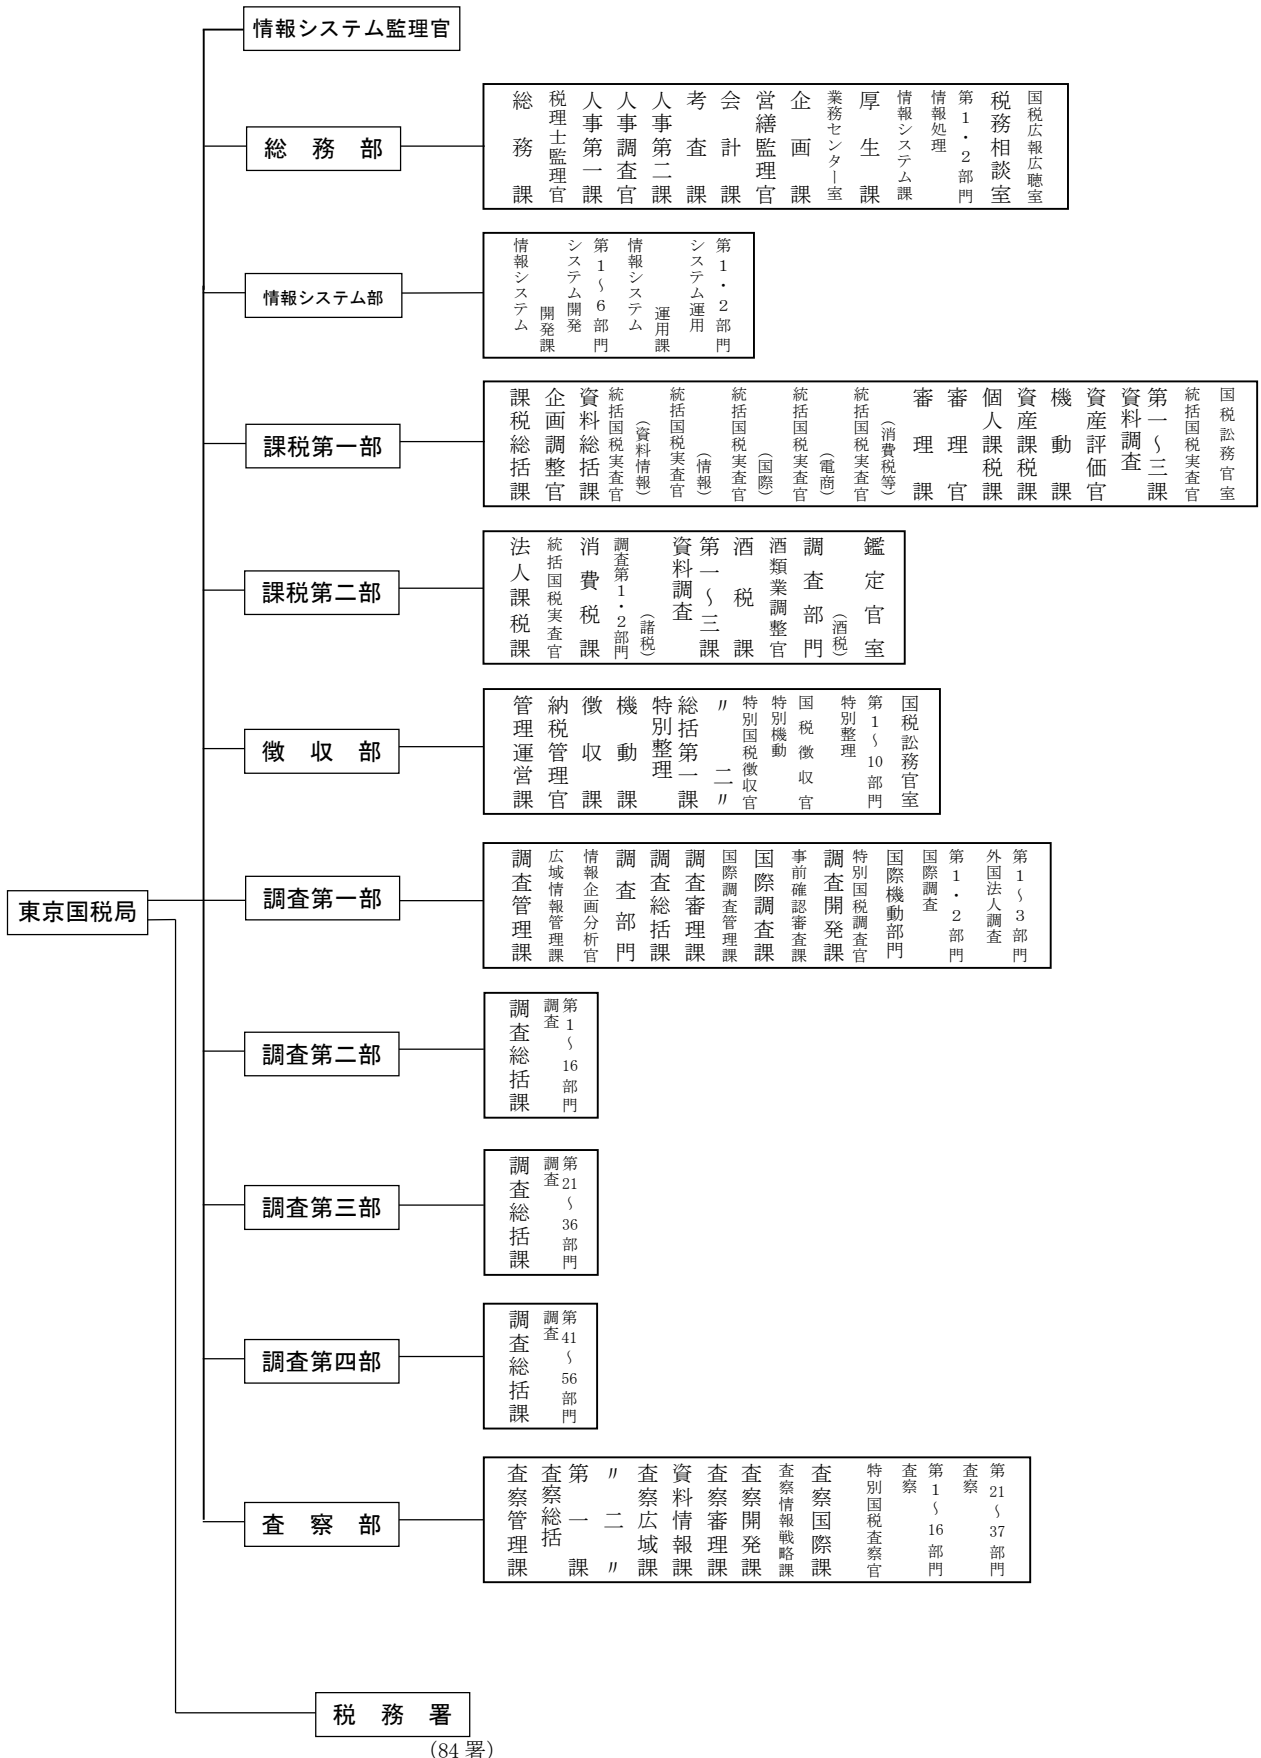 情報システム監理官
総務部
総務課
税理士監理官
人事第一課
人事調査官
人事第二課
考査課
会計課
営繕監理官
企画課
業務センター室
厚生課
情報システム課
情報処理
第1・2部門
税務相談室
国税広報広聴室
情報システム部
情報システム
開発課
システム開発
第1~6部門
情報システム
運用課
システム運用
第1・2部門
課税第一部
課税総括課
企画調整官
資料総括課
統括国税実査官
(資料情報)
統括国税実査官
(情報)
統括国税実査官
(国際)
統括国税実査官
(電商)
統括国税実査官
(消費税等)
審理課
審理官
個人課税課
資産課税課
機動課
資産評価官
資料調査
第一~三課
統括国税実査官
国税訟務官室
課税第二部
法人課税課
統括国税実査官
消費税課
調査第1・2部門
(諸税)
資料調査
第一~三課
酒税課
酒類業調整官
調査部門
(酒税)
鑑定官室
徴収部
管理運営課
納税管理官
徴収課
機動課
特別整理
総括第一課
〃二〃
特別国税徴収官
特別機動
国税徴収官
特別整理
第1~10部門
国税訟務官室
東京国税局
調査第一部
調査管理課
広域情報管理課
情報企画分析官
調査部門
調査総括課
調査審理課
国際調査管理課
国際調査課
事前確認審査課
調査開発課
特別国税調査官
国際機動部門
国際調査
第1・2部門
外国法人調査
第1~3部門
調査第二部
調査総括課
調査
第1~16部門
調査第三部
調査総括課
調査
第21~36部門
調査第四部
調査総括課
調査
第41~56部門
査察部
査察管理課
査察総括
第一課
〃二〃
査察広域課
資料情報課
査察審理課
査察開発課
査察情報戦略課
査察国際課
特別国税査察官
査察
第1~16部門
査察
第21~37部門
税務署
(84署)